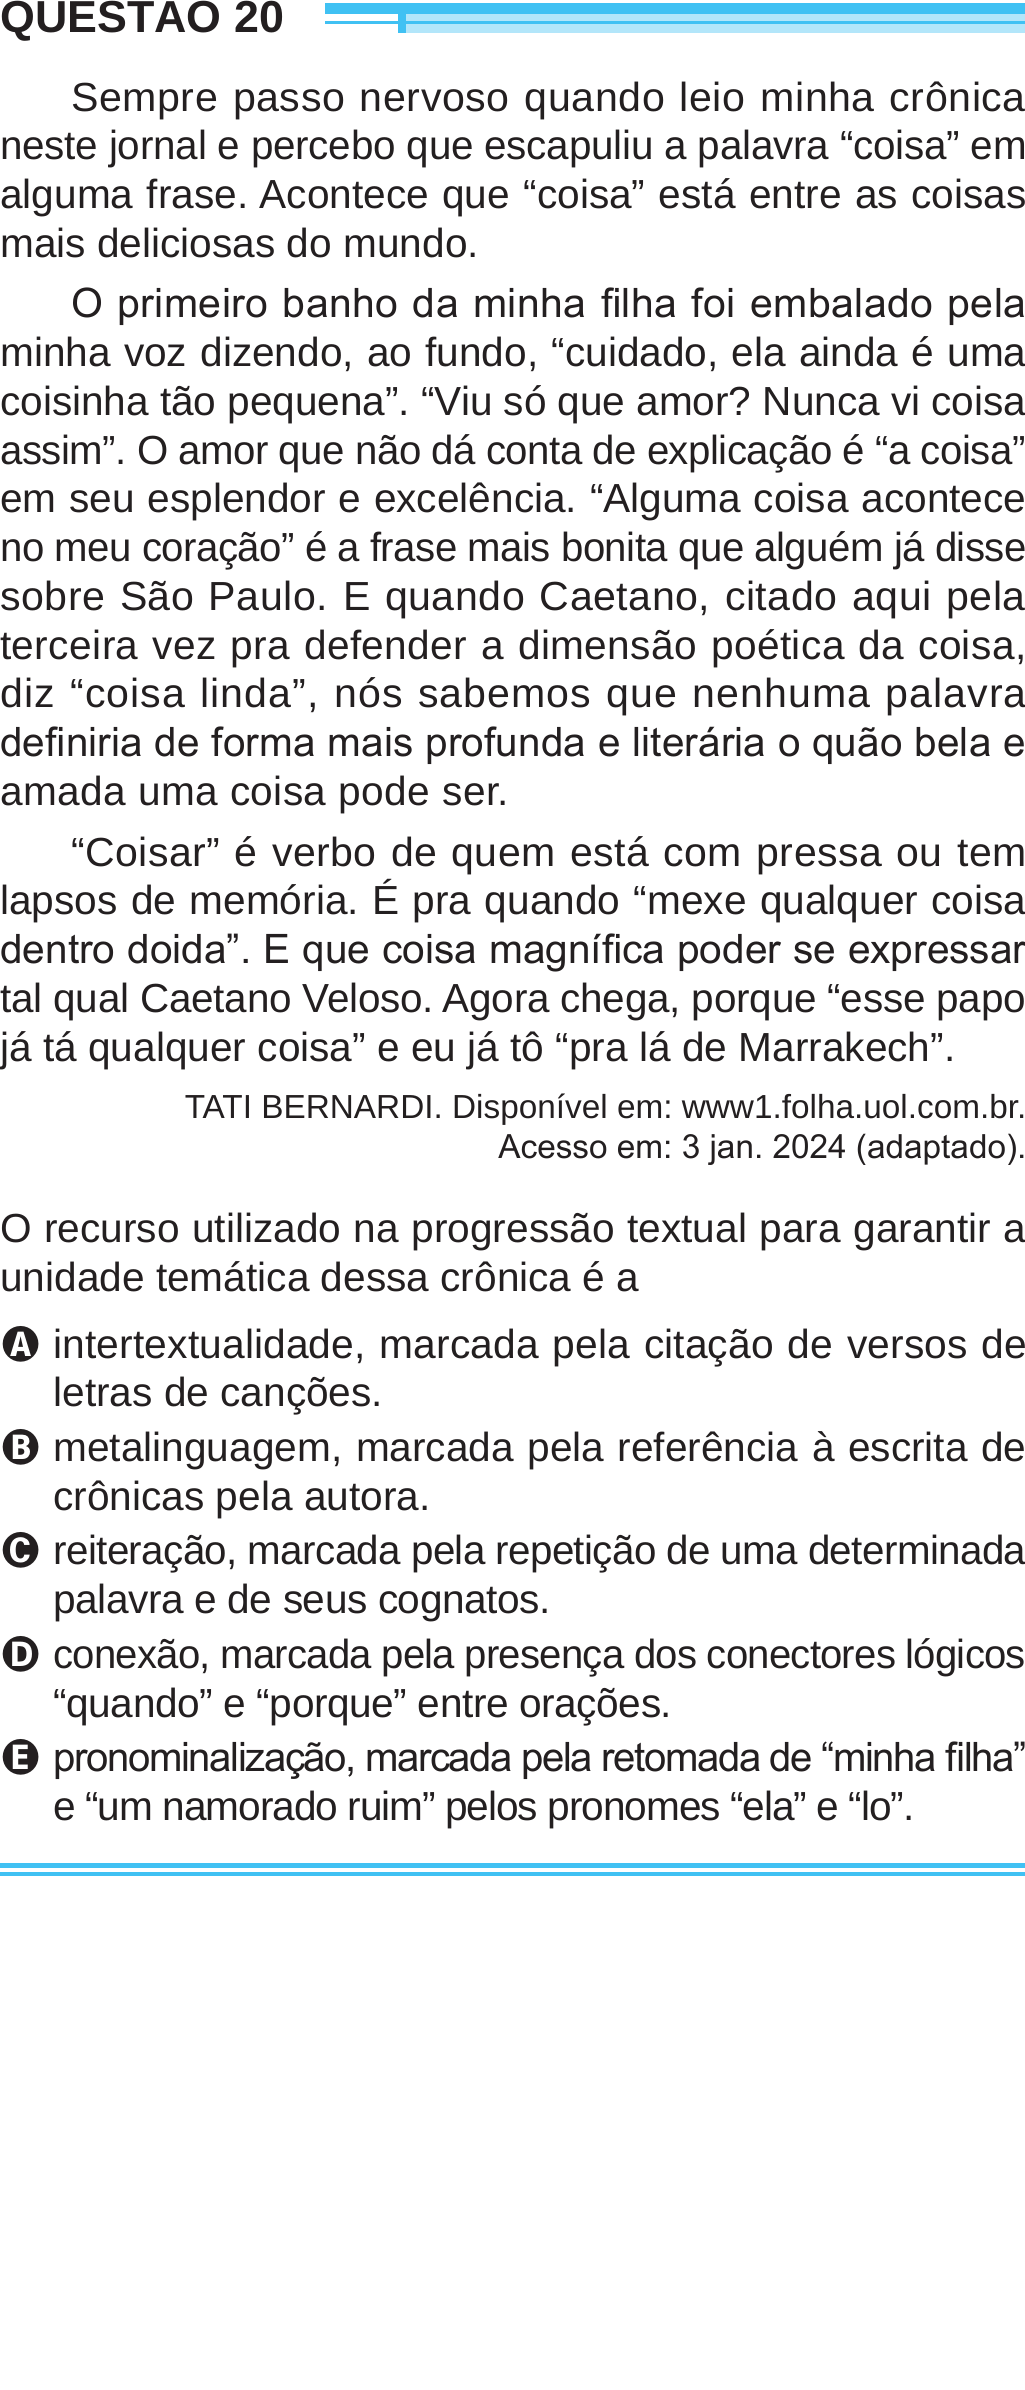 QUESTÃO 20
Sempre passo nervoso quando leio minha crônica
neste jornal e percebo que escapuliu a palavra “coisa” em
alguma frase. Acontece que “coisa” está entre as coisas
mais deliciosas do mundo.
O primeiro banho da minha filha foi embalado pela
minha voz dizendo, ao fundo, “cuidado, ela ainda é uma
coisinha tão pequena”. “Viu só que amor? Nunca vi coisa
assim”. O amor que não dá conta de explicação é “a coisa”
em seu esplendor e excelência. “Alguma coisa acontece
no meu coração” é a frase mais bonita que alguém já disse
sobre São Paulo. E quando Caetano, citado aqui pela
terceira vez pra defender a dimensão poética da coisa,
diz “coisa linda”, nós sabemos que nenhuma palavra
definiria de forma mais profunda e literária o quão bela e
amada uma coisa pode ser.
“Coisar” é verbo de quem está com pressa ou tem
lapsos de memória. É pra quando “mexe qualquer coisa
dentro doida”. E que coisa magnífica poder se expressar
tal qual Caetano Veloso. Agora chega, porque “esse papo
já tá qualquer coisa” e eu já tô “pra lá de Marrakech”.
TATI BERNARDI. Disponível em: www1.folha.uol.com.br.
Acesso em: 3 jan. 2024 (adaptado).
O recurso utilizado na progressão textual para garantir a
unidade temática dessa crônica é a
A intertextualidade, marcada pela citação de versos de
letras de canções.
B metalinguagem, marcada pela referência à escrita de
crônicas pela autora.
C reiteração, marcada pela repetição de uma determinada
palavra e de seus cognatos.
D conexão, marcada pela presença dos conectores lógicos
“quando” e “porque” entre orações.
E pronominalização, marcada pela retomada de “minha filha”
e “um namorado ruim” pelos pronomes “ela” e “lo”.